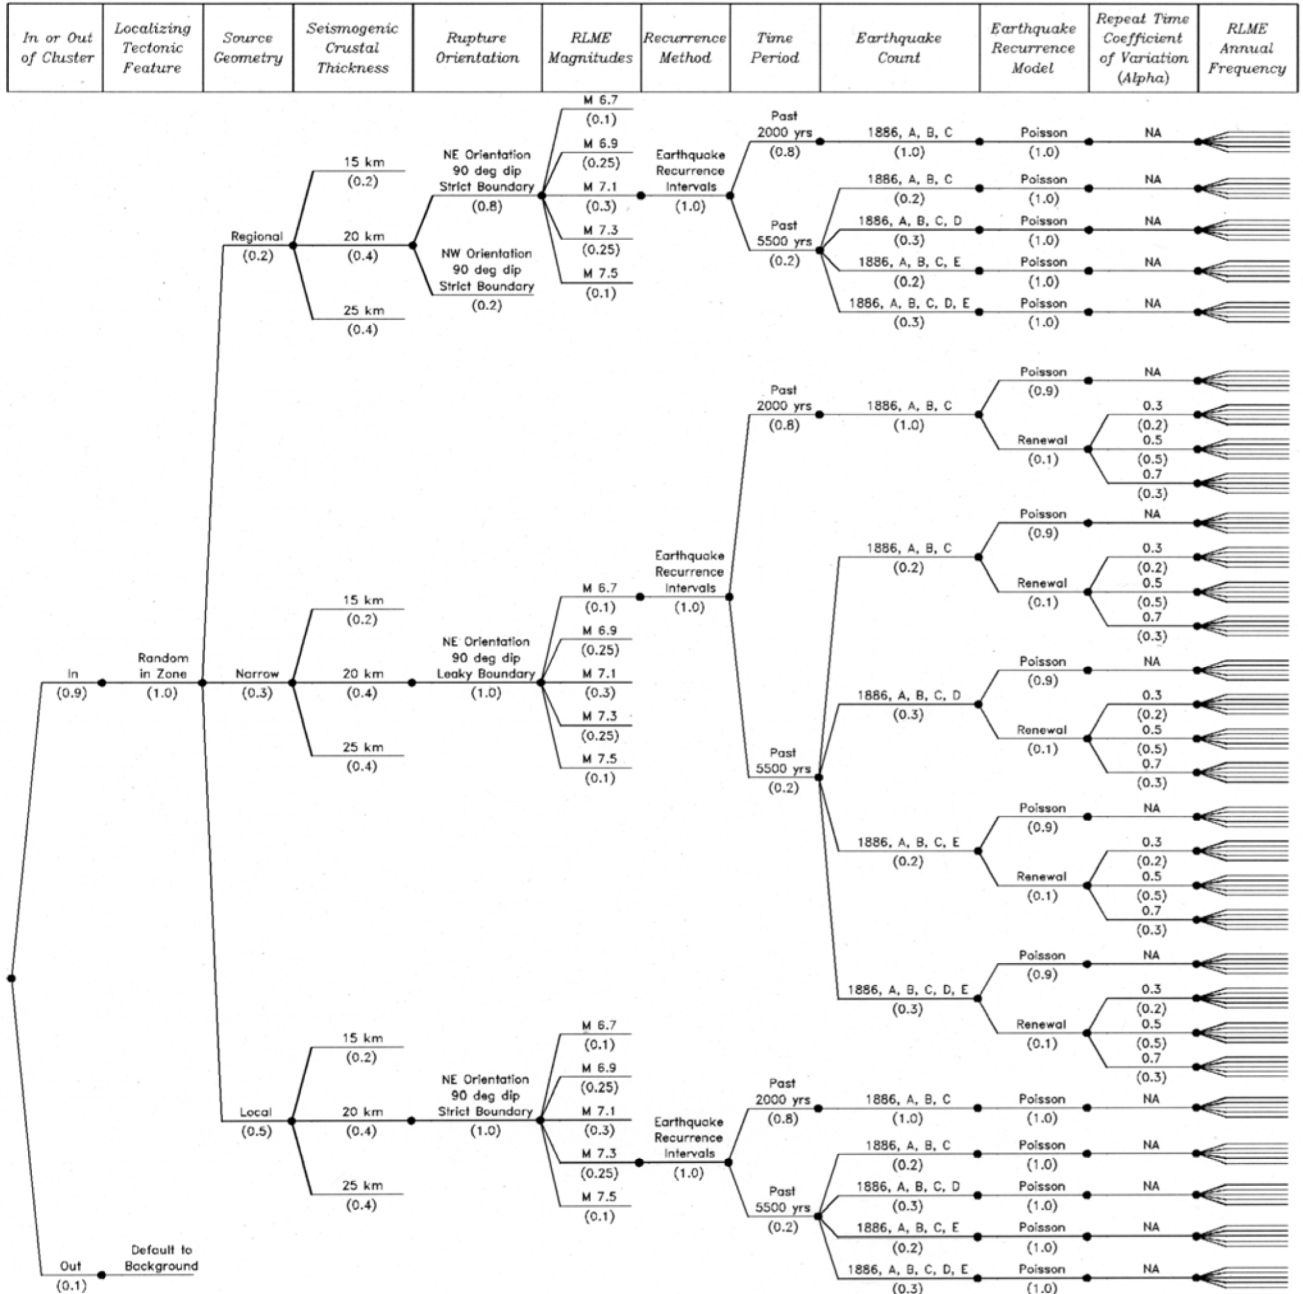 In or Out
of Cluster
Localizing
Tectonic
Feature
Source
Geometry
Seismogenic
Crustal
Thickness
Rupture
Orientation
RLME
Magnitudes
Recurrence
Method
Time
Period
Earthquake
Count
Earthquake
Recurrence
Model
Repeat Time
Coefficient
of Variation
(Alpha)
RLME
Annual
Frequency
In
(0.9)
Out
(0.1)
Random
in Zone
(1.0)
Default to
Background
Regional
(0.2)
15 km
(0.2)
20 km
(0.4)
25 km
(0.4)
NE Orientation
90 deg dip
Strict Boundary
(0.8)
NW Orientation
90 deg dip
Strict Boundary
(0.2)
M 6.7
(0.1)
M 6.9
(0.25)
M 7.1
(0.3)
M 7.3
(0.25)
M 7.5
(0.1)
Earthquake
Recurrence
Intervals
(1.0)
Past
2000 yrs
(0.8)
1886, A, B, C
(1.0)
Poisson
(1.0)
NA
Past
5500 yrs
(0.2)
1886, A, B, C
(0.2)
Poisson
(1.0)
NA
1886, A, B, C, D
(0.3)
Poisson
(1.0)
NA
1886, A, B, C, E
(0.2)
Poisson
(1.0)
NA
1886, A, B, C, D, E
(0.3)
Poisson
(1.0)
NA
Narrow
(0.3)
15 km
(0.2)
20 km
(0.4)
25 km
(0.4)
NE Orientation
90 deg dip
Leaky Boundary
(1.0)
M 6.7
(0.1)
M 6.9
(0.25)
M 7.1
(0.3)
M 7.3
(0.25)
M 7.5
(0.1)
Earthquake
Recurrence
Intervals
(1.0)
Past
2000 yrs
(0.8)
1886, A, B, C
(1.0)
Poisson
(0.9)
NA
Renewal
(0.1)
0.3
(0.2)
0.5
(0.5)
0.7
(0.3)
Past
5500 yrs
(0.2)
1886, A, B, C
(0.2)
Poisson
(0.9)
NA
Renewal
(0.1)
0.3
(0.2)
0.5
(0.5)
0.7
(0.3)
1886, A, B, C, D
(0.3)
Poisson
(0.9)
NA
Renewal
(0.1)
0.3
(0.2)
0.5
(0.5)
0.7
(0.3)
1886, A, B, C, E
(0.2)
Poisson
(0.9)
NA
Renewal
(0.1)
0.3
(0.2)
0.5
(0.5)
0.7
(0.3)
1886, A, B, C, D, E
(0.3)
Poisson
(0.9)
NA
Renewal
(0.1)
0.3
(0.2)
0.5
(0.5)
0.7
(0.3)
Local
(0.5)
15 km
(0.2)
20 km
(0.4)
25 km
(0.4)
NE Orientation
90 deg dip
Strict Boundary
(1.0)
M 6.7
(0.1)
M 6.9
(0.25)
M 7.1
(0.3)
M 7.3
(0.25)
M 7.5
(0.1)
Earthquake
Recurrence
Intervals
(1.0)
Past
2000 yrs
(0.8)
1886, A, B, C
(1.0)
Poisson
(1.0)
NA
Past
5500 yrs
(0.2)
1886, A, B, C
(0.2)
Poisson
(1.0)
NA
1886, A, B, C, D
(0.3)
Poisson
(1.0)
NA
1886, A, B, C, E
(0.2)
Poisson
(1.0)
NA
1886, A, B, C, D, E
(0.3)
Poisson
(1.0)
NA